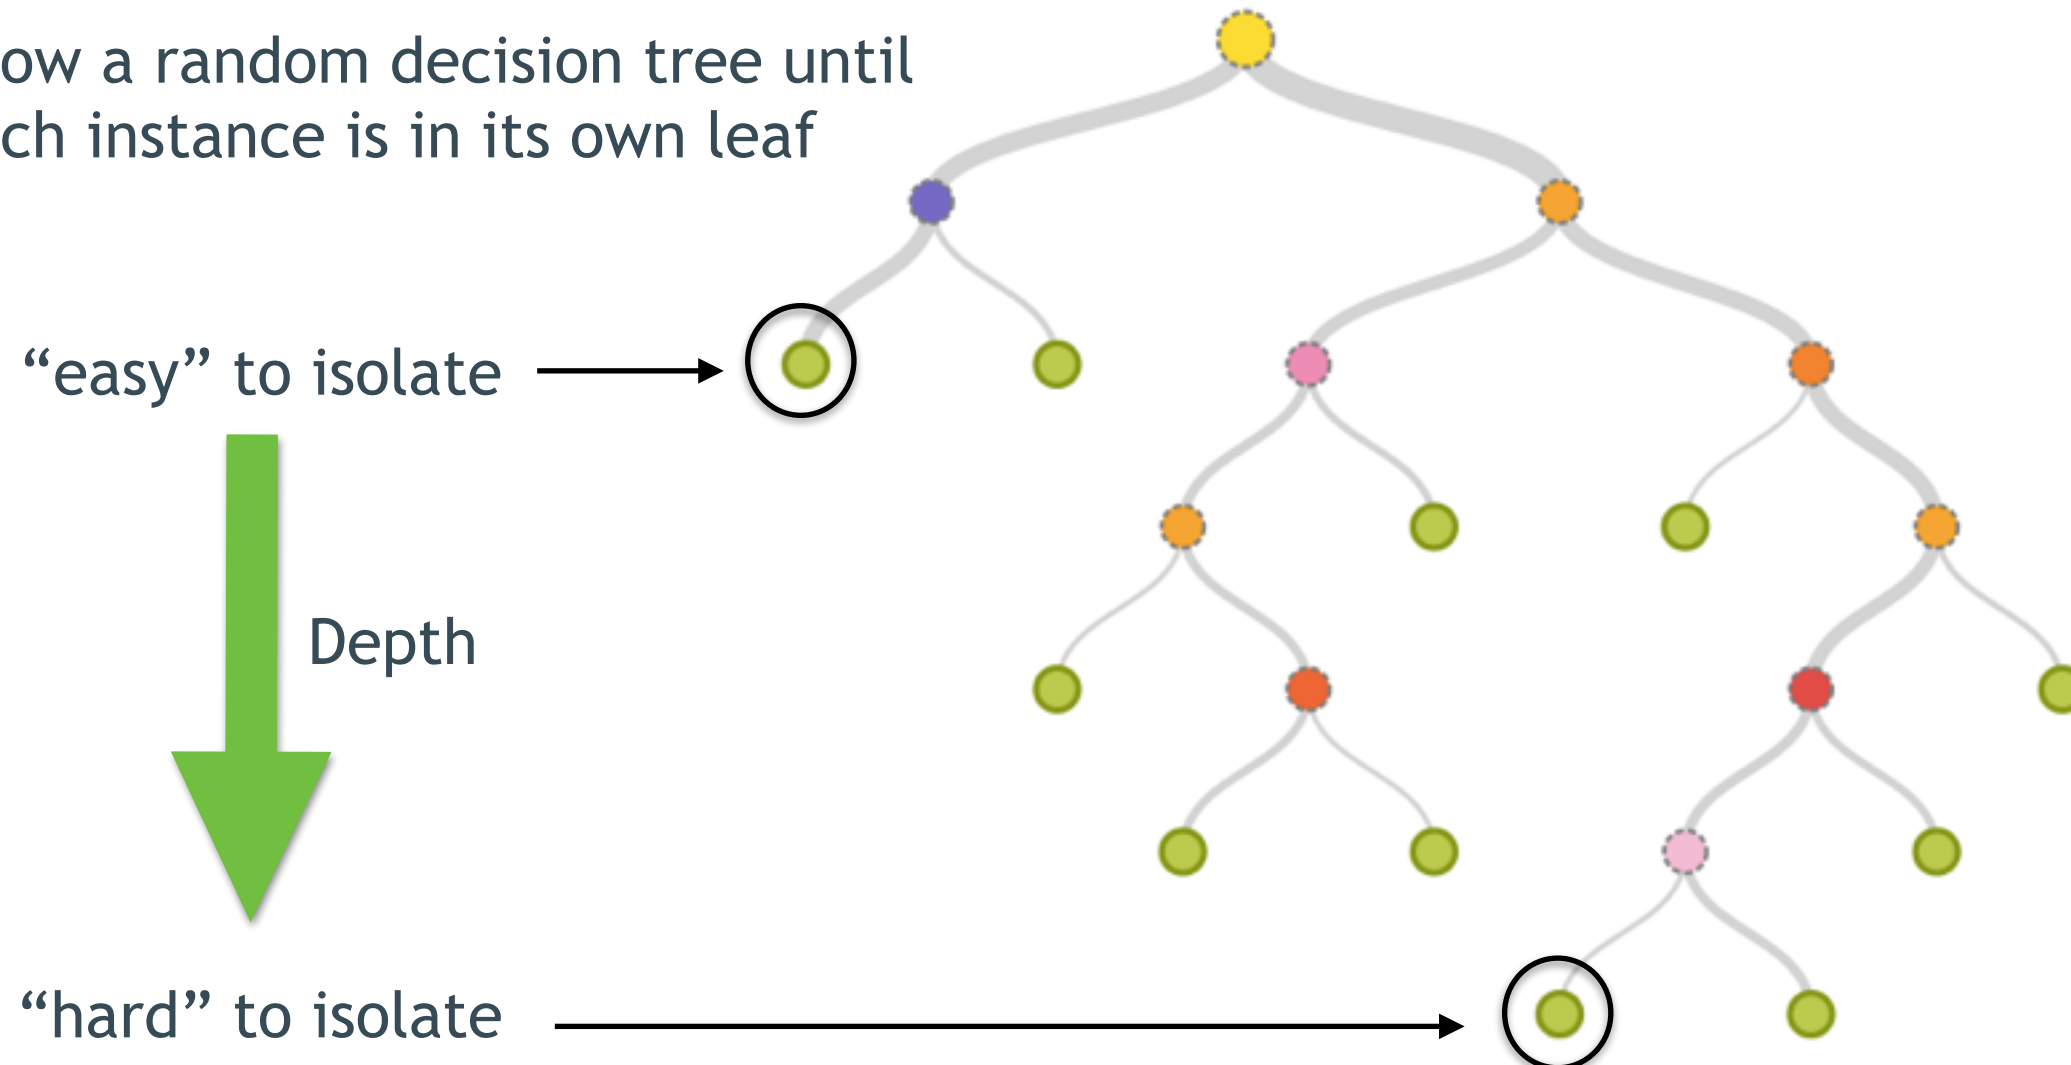 ow a random decision tree until
ch instance is in its own leaf
“easy” to isolate
Depth
“hard” to isolate